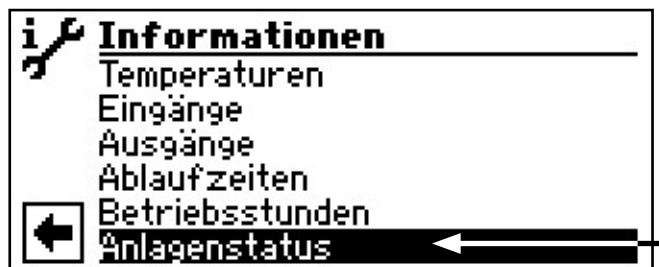 Informationen
Temperaturen
Eingänge
Ausgänge
Ablaufzeiten
Betriebsstunden
Anlagenstatus